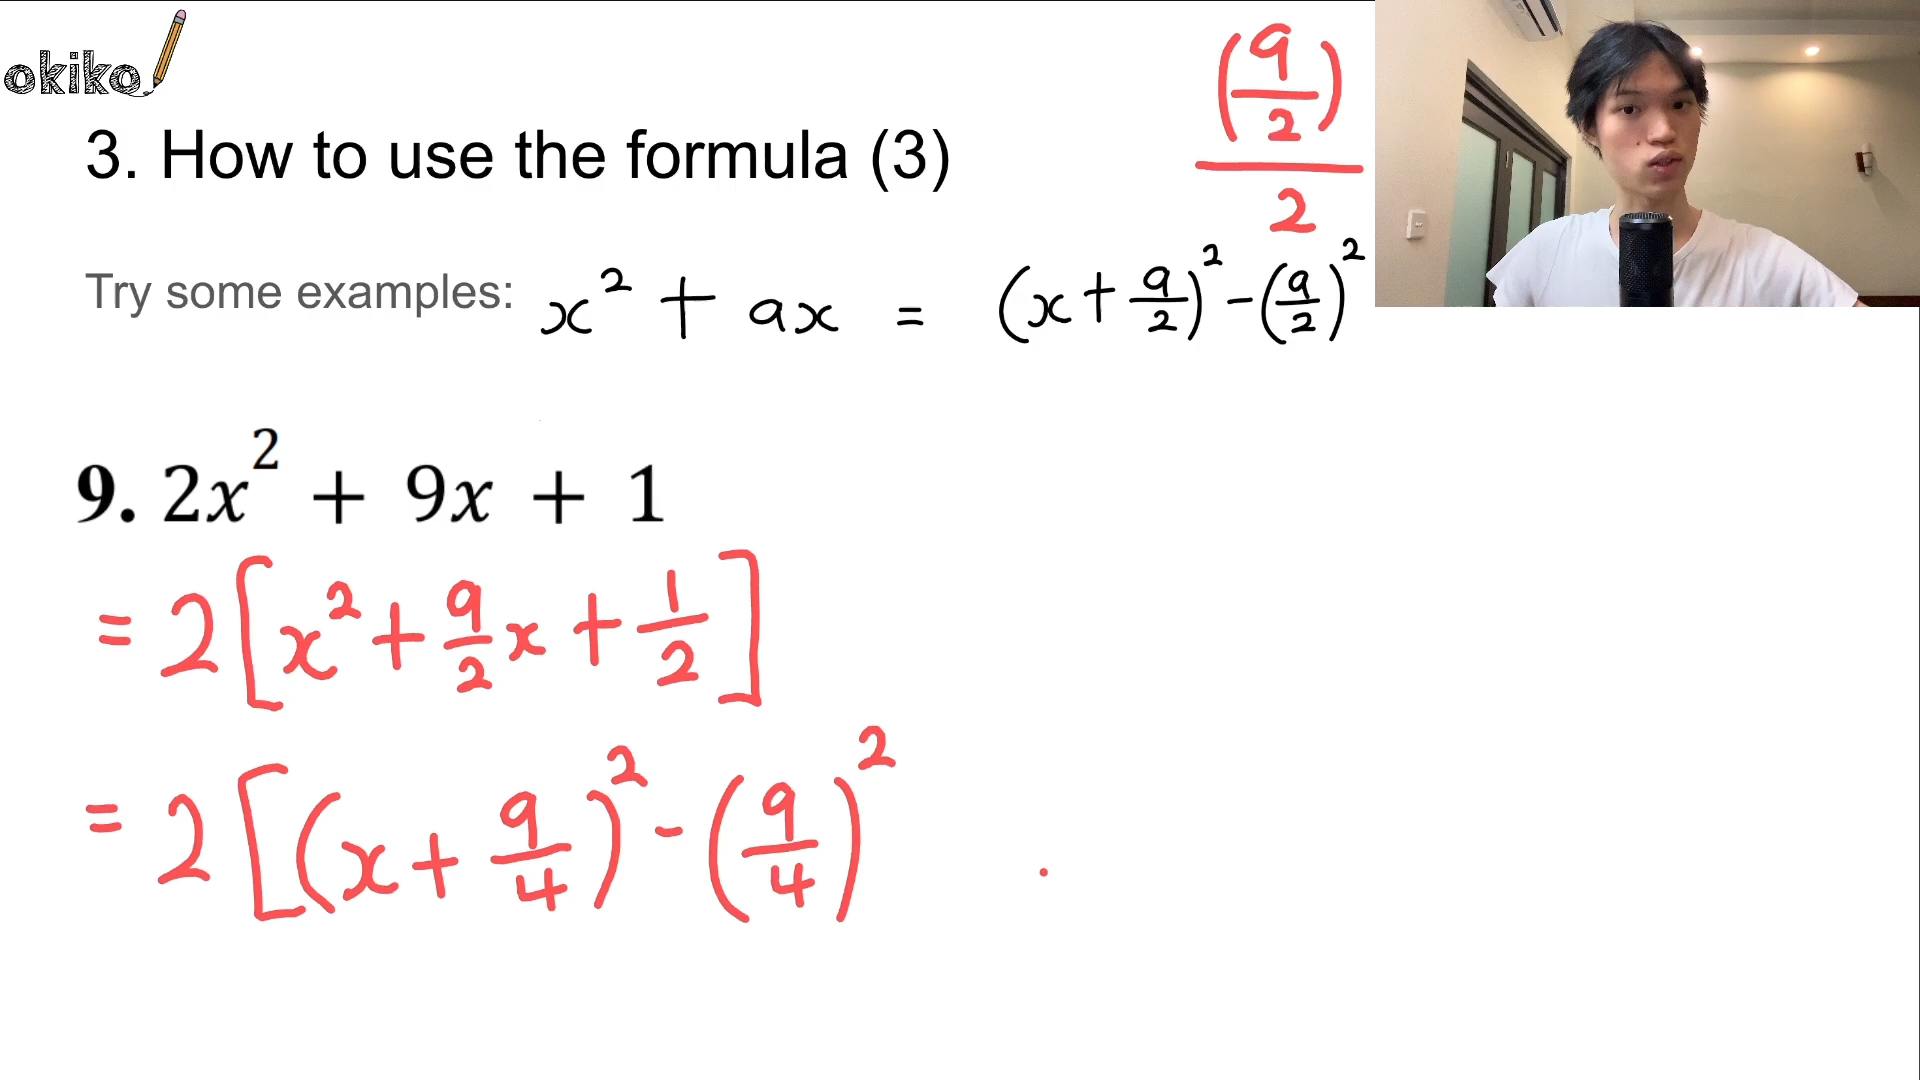 okiko
3. How to use the formula (3)
(9/2)/2
Try some examples: x² + ax = (x + a/2)² - (a/2)²
9. 2x² + 9x + 1
= 2[x² + 9/2 x + 1/2]
= 2[(x + 9/4)² - (9/4)²